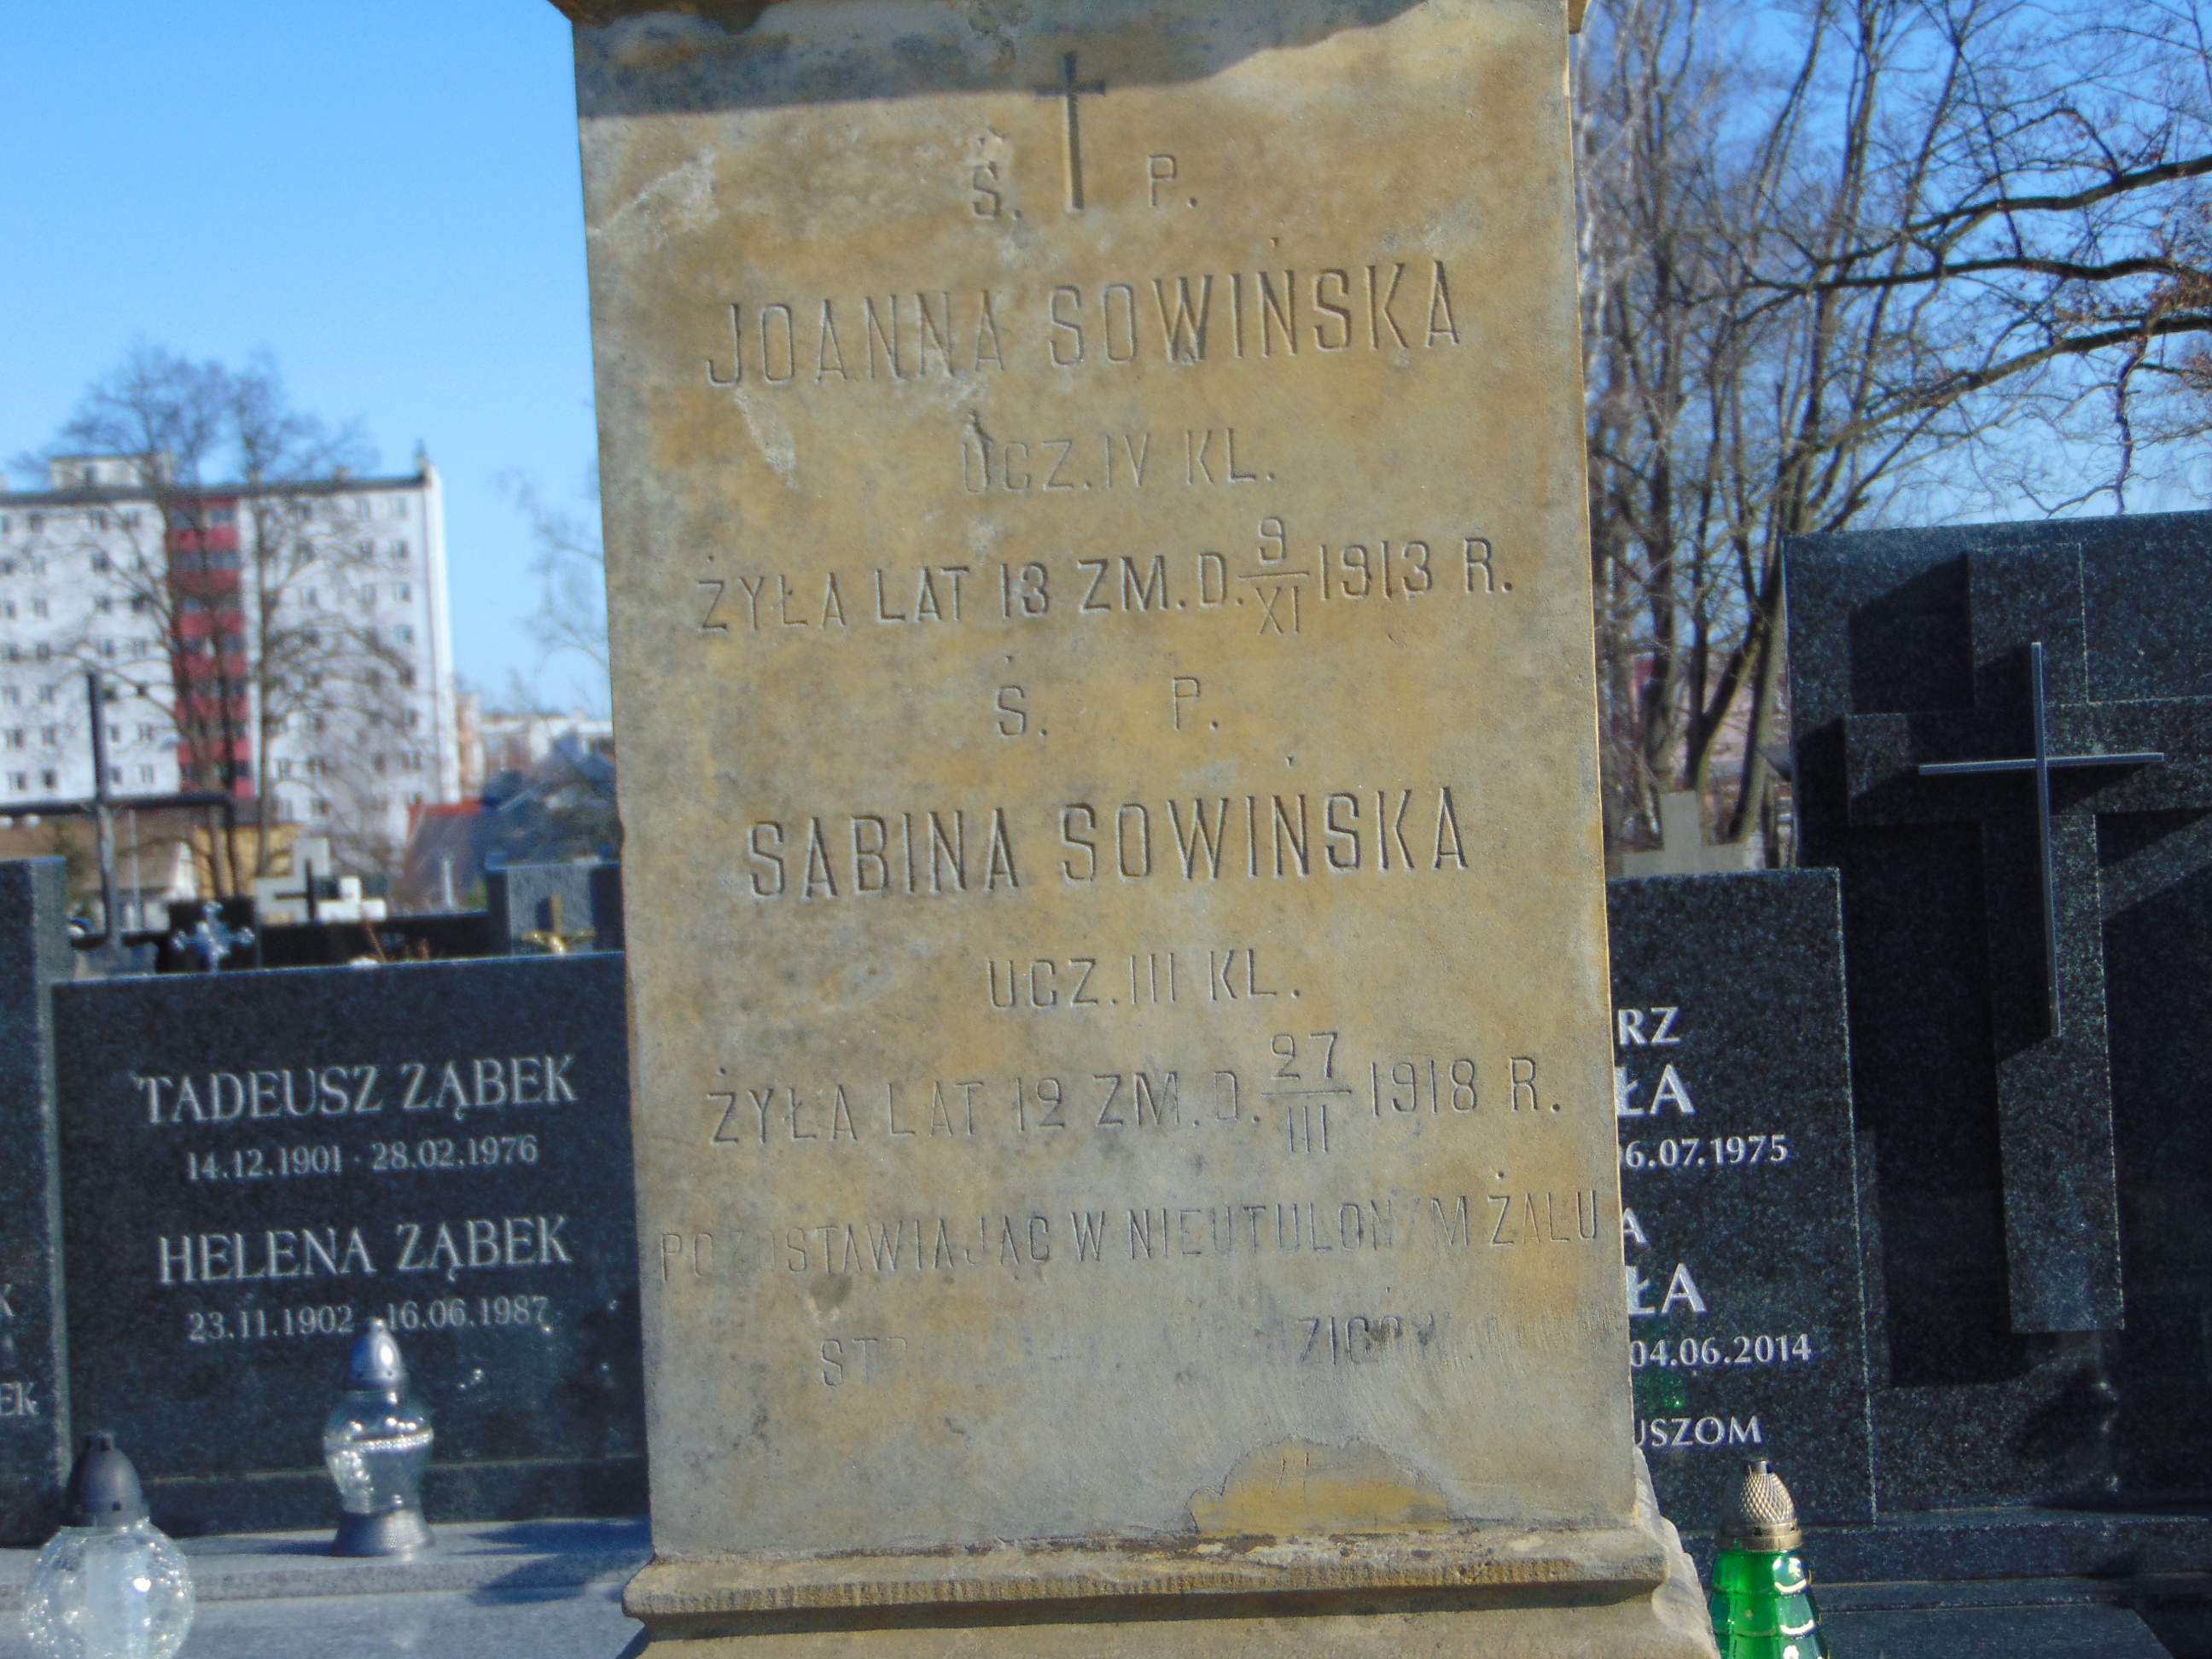 Ś. P.
JOANNA SOWIŃSKA
UCZ. IV KL.
ŻYŁA LAT 13 ZM. D. 9/XI 1913 R.
Ś. P.
SABINA SOWIŃSKA
UCZ. III KL.
ŻYŁA LAT 12 ZM. D. 27/III 1918 R.
POZOSTAWIAJĄC W NIEUTULONYM ŻALU
TADEUSZ ZĄBEK
14.12.1901 - 28.02.1976
HELENA ZĄBEK
23.11.1902 - 16.06.1987
RZ
ŁA
6.07.1975
A
ŁA
04.06.2014
USZOM